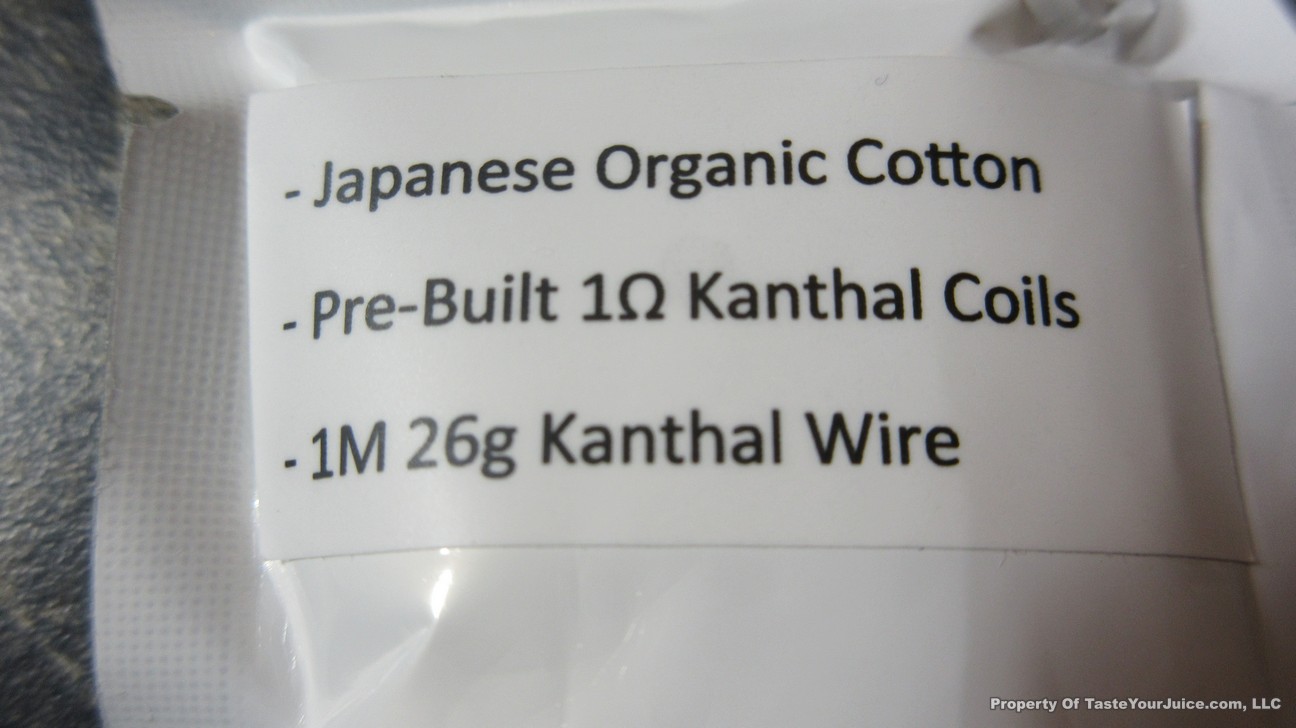 - Japanese Organic Cotton
- Pre-Built 1Ω Kanthal Coils
- 1M 26g Kanthal Wire
Property Of TasteYourJuice.com, LLC